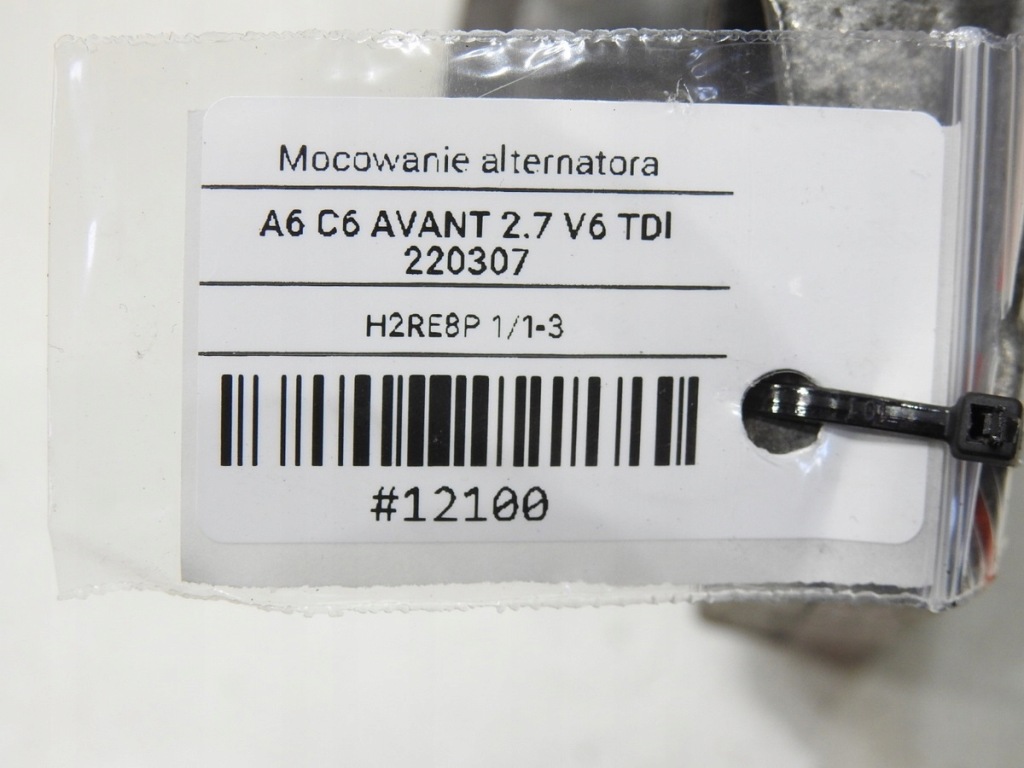 Mocowanie alternatora
A6 C6 AVANT 2.7 V6 TDI
220307
H2RE8P 1/1-3
#12100